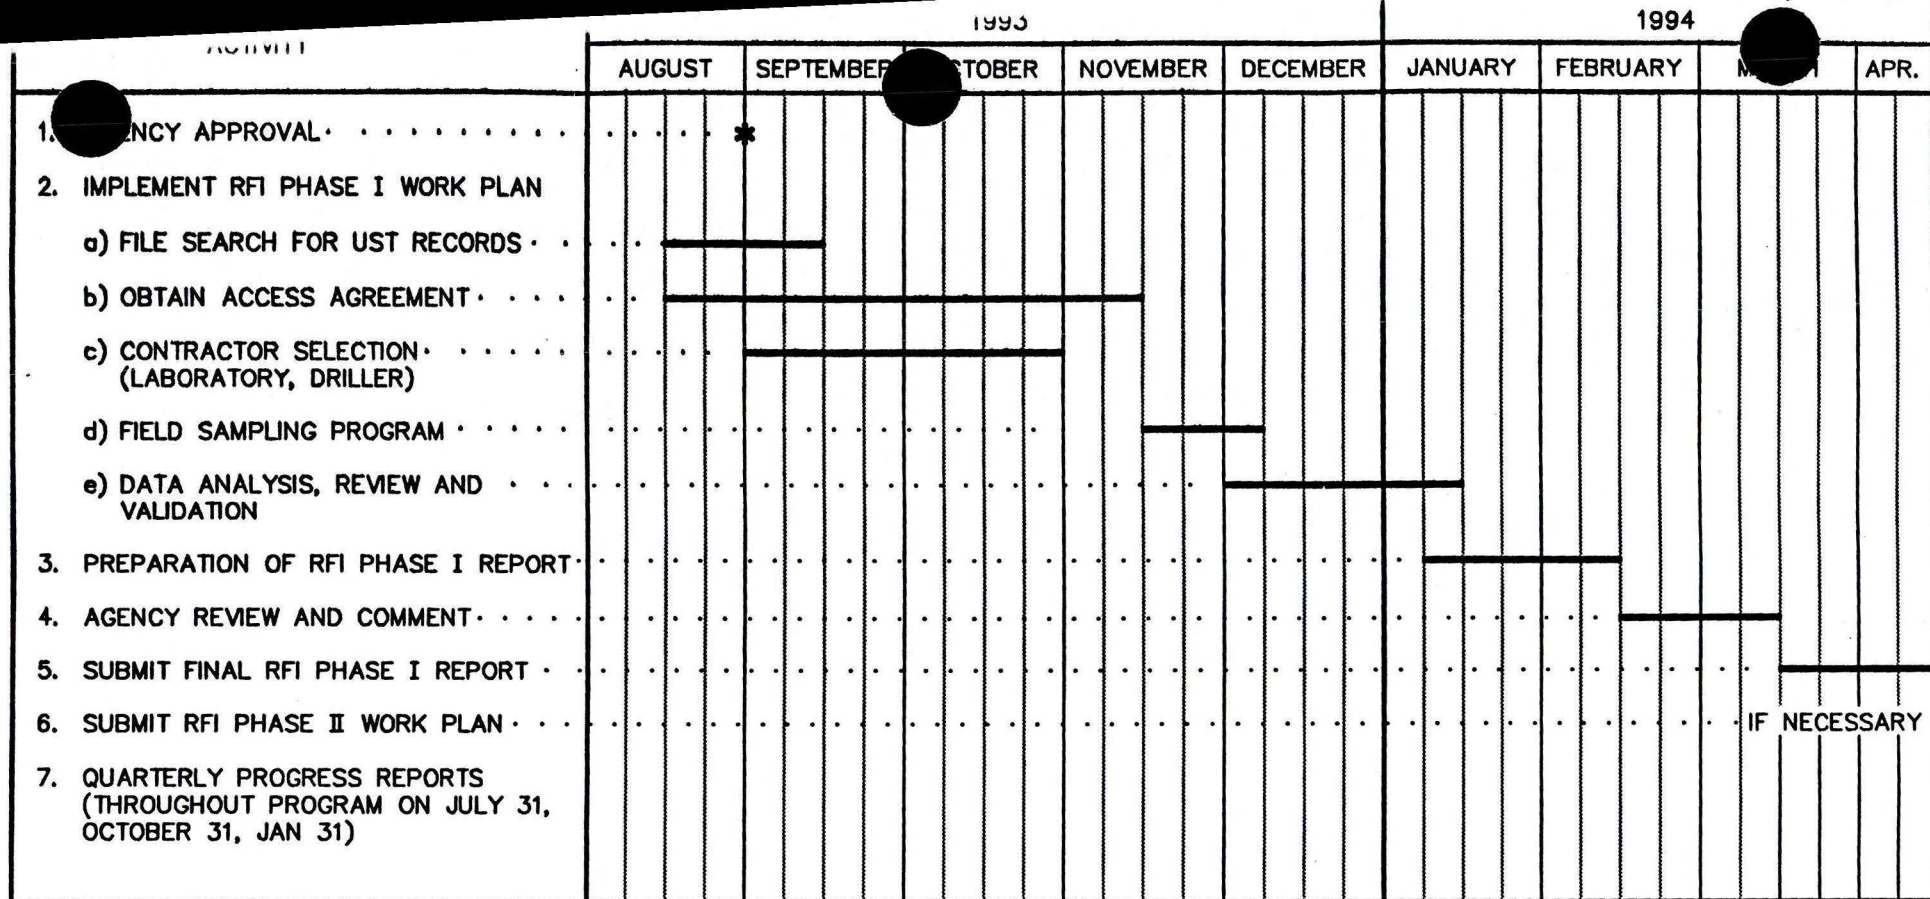 1993
1994
ACTIVITY
AUGUST SEPTEMBER TOBER NOVEMBER DECEMBER JANUARY FEBRUARY APR.
1. NCY APPROVAL
*
2. IMPLEMENT RFI PHASE I WORK PLAN
a) FILE SEARCH FOR UST RECORDS
b) OBTAIN ACCESS AGREEMENT
c) CONTRACTOR SELECTION
(LABORATORY, DRILLER)
d) FIELD SAMPLING PROGRAM
e) DATA ANALYSIS, REVIEW AND
VALIDATION
3. PREPARATION OF RFI PHASE I REPORT
4. AGENCY REVIEW AND COMMENT
5. SUBMIT FINAL RFI PHASE I REPORT
6. SUBMIT RFI PHASE II WORK PLAN
IF NECESSARY
7. QUARTERLY PROGRESS REPORTS
(THROUGHOUT PROGRAM ON JULY 31,
OCTOBER 31, JAN 31)